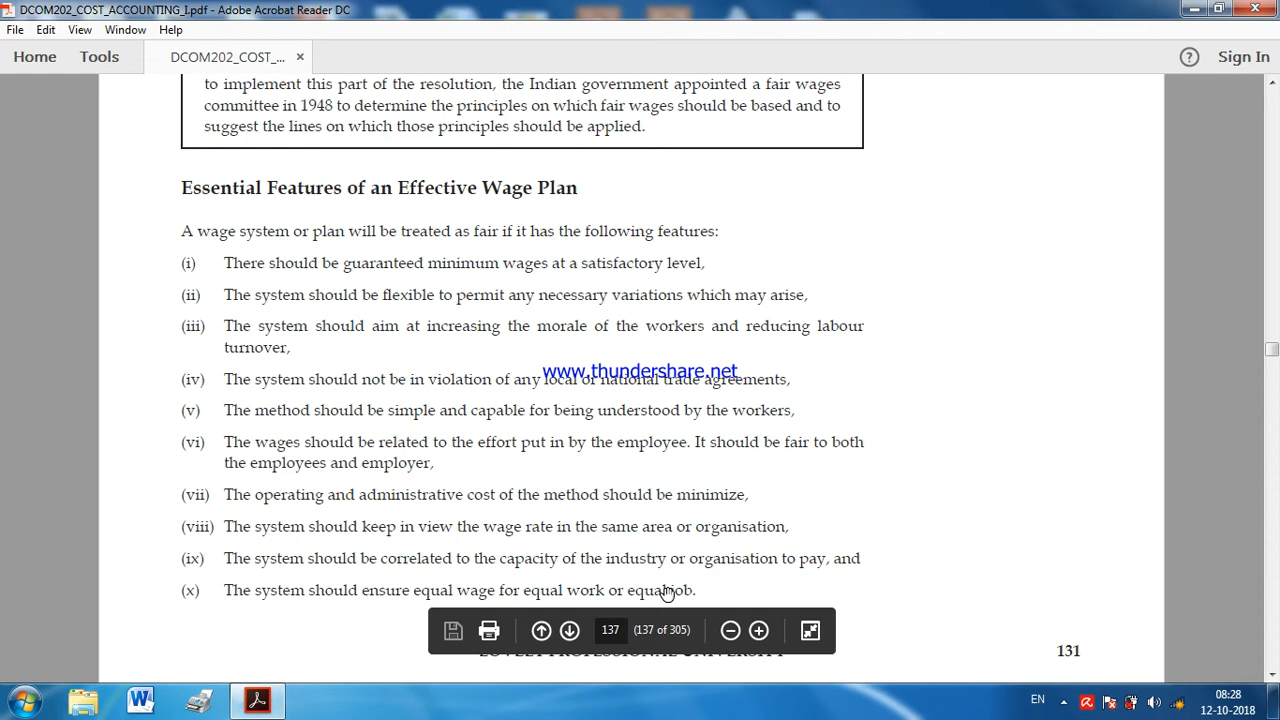 DCOM202_COST_ACCOUNTING_I.pdf - Adobe Acrobat Reader DC
File Edit View Window Help
Home Tools DCOM202_COST_... × Sign In
to implement this part of the resolution, the Indian government appointed a fair wages
committee in 1948 to determine the principles on which fair wages should be based and to
suggest the lines on which those principles should be applied.
Essential Features of an Effective Wage Plan
A wage system or plan will be treated as fair if it has the following features:
(i) There should be guaranteed minimum wages at a satisfactory level,
(ii) The system should be flexible to permit any necessary variations which may arise,
(iii) The system should aim at increasing the morale of the workers and reducing labour
turnover,
www.thundershare.net
(iv) The system should not be in violation of any local or national trade agreements,
(v) The method should be simple and capable for being understood by the workers,
(vi) The wages should be related to the effort put in by the employee. It should be fair to both
the employees and employer,
(vii) The operating and administrative cost of the method should be minimize,
(viii) The system should keep in view the wage rate in the same area or organisation,
(ix) The system should be correlated to the capacity of the industry or organisation to pay, and
(x) The system should ensure equal wage for equal work or equal job.
137 (137 of 305)
LOVELY PROFESSIONAL UNIVERSITY 131
EN 08:28
12-10-2018